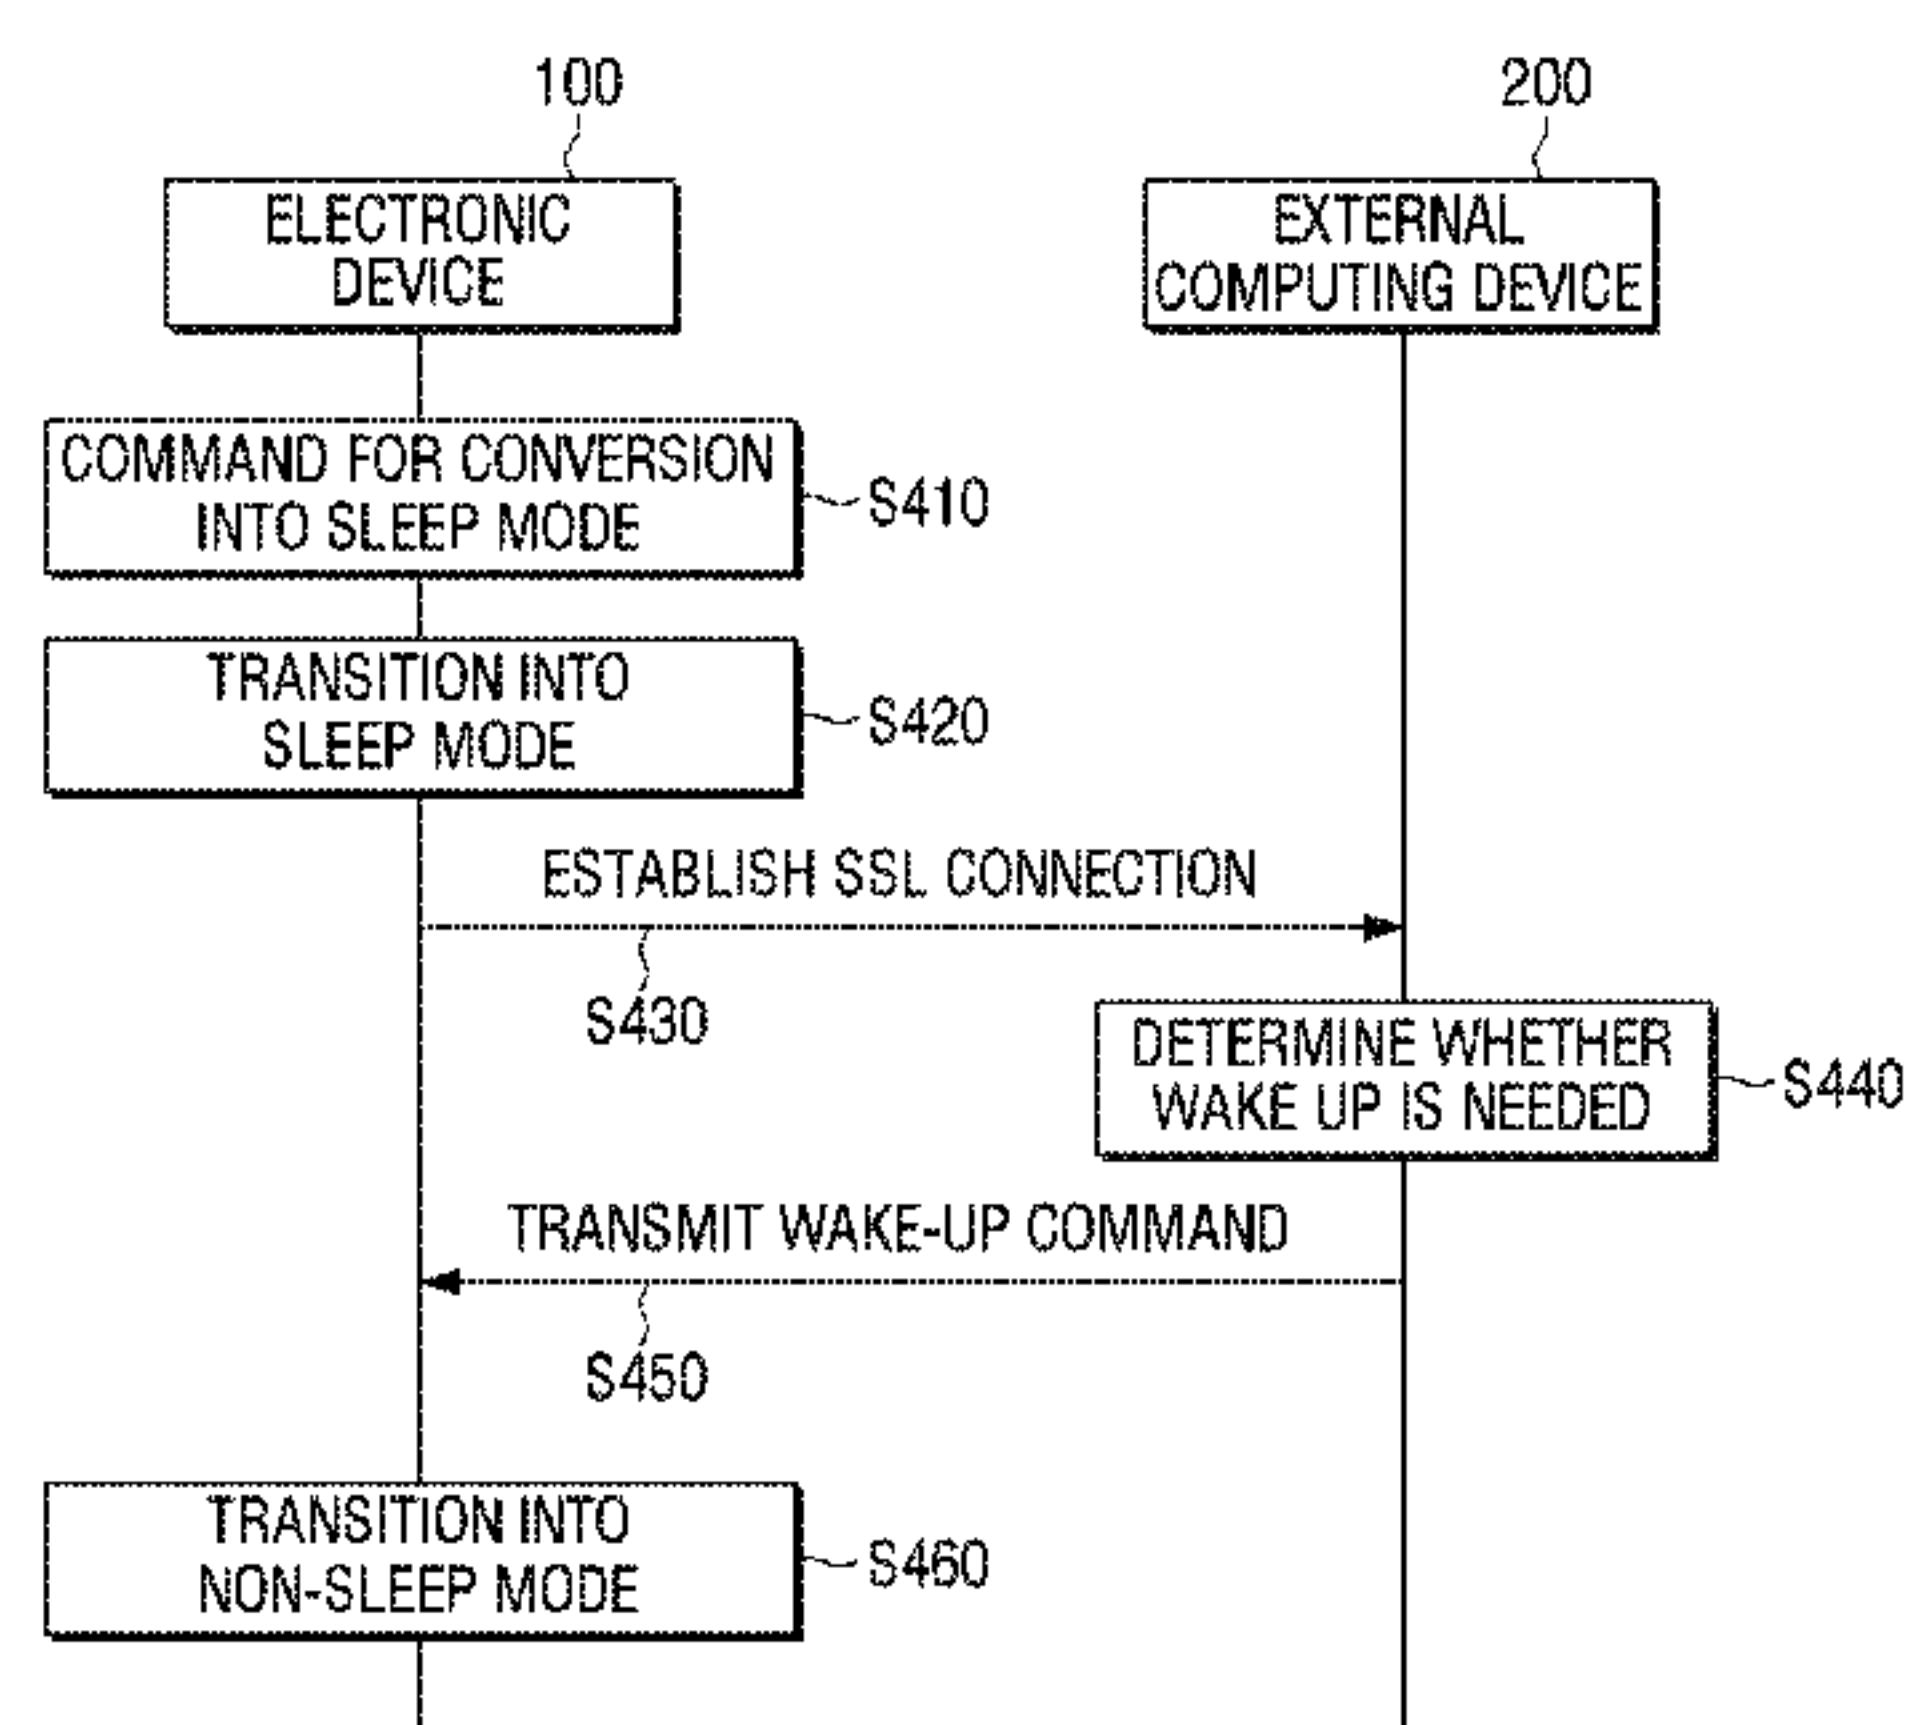 100
200
ELECTRONIC
DEVICE
EXTERNAL
COMPUTING DEVICE
COMMAND FOR CONVERSION
INTO SLEEP MODE
S410
TRANSITION INTO
SLEEP MODE
S420
ESTABLISH SSL CONNECTION
S430
DETERMINE WHETHER
WAKE UP IS NEEDED
S440
TRANSMIT WAKE-UP COMMAND
S450
TRANSITION INTO
NON-SLEEP MODE
S460